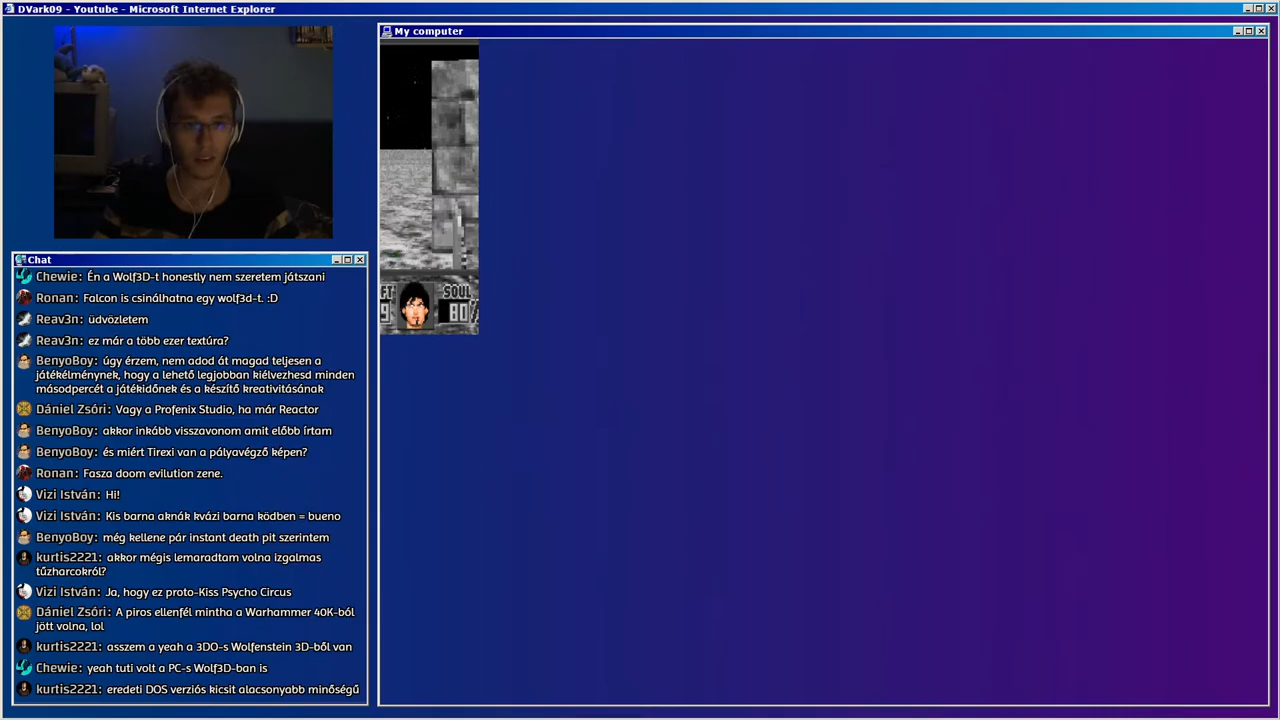 DVark09 - Youtube - Microsoft Internet Explorer
My computer
SOUL
80
Chat
Chewie: Én a Wolf3D-t honestly nem szeretem játszani
Ronan: Falcon is csinálhatna egy wolf3d-t. :D
Reav3n: üdvözletem
Reav3n: ez már a több ezer textúra?
BenyoBoy: úgy érzem, nem adod át magad teljesen a
játékélménynek, hogy a lehető legjobban kiélvezhesd minden
másodpercét a játékidőnek és a készítő kreativitásának
Dániel Zsóri: Vagy a Profenix Studio, ha már Reactor
BenyoBoy: akkor inkább visszavonom amit előbb írtam
BenyoBoy: és miért Tirexi van a pályavégző képen?
Ronan: Fasza doom evilution zene.
Vizi István: Hi!
Vizi István: Kis barna aknák kvázi barna ködben = bueno
BenyoBoy: még kellene pár instant death pit szerintem
kurtis2221: akkor mégis lemaradtam volna izgalmas
tűzharcokról?
Vizi István: Ja, hogy ez proto-Kiss Psycho Circus
Dániel Zsóri: A piros ellenfél mintha a Warhammer 40K-ból
jött volna, lol
kurtis2221: asszem a yeah a 3DO-s Wolfenstein 3D-ből van
Chewie: yeah tuti volt a PC-s Wolf3D-ban is
kurtis2221: eredeti DOS verziós kicsit alacsonyabb minőségű